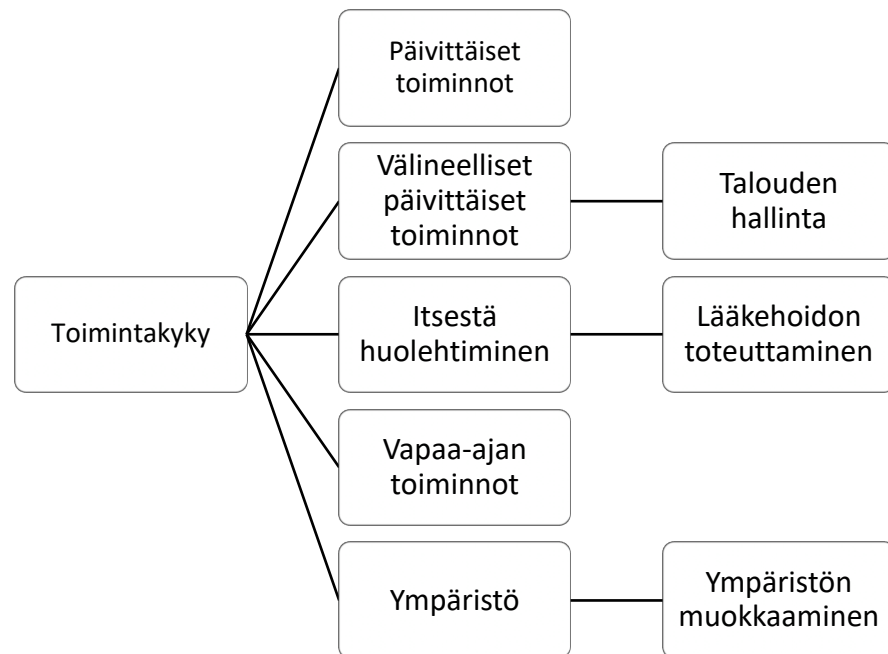 Toimintakyky
Päivittäiset
toiminnot
Välineelliset
päivittäiset
toiminnot
Talouden
hallinta
Itsestä
huolehtiminen
Lääkehoidon
toteuttaminen
Vapaa-ajan
toiminnot
Ympäristö
Ympäristön
muokkaaminen